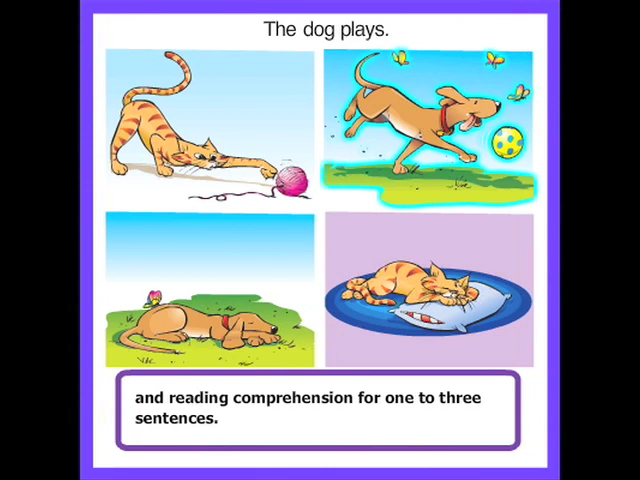 The dog plays.
and reading comprehension for one to three
sentences.